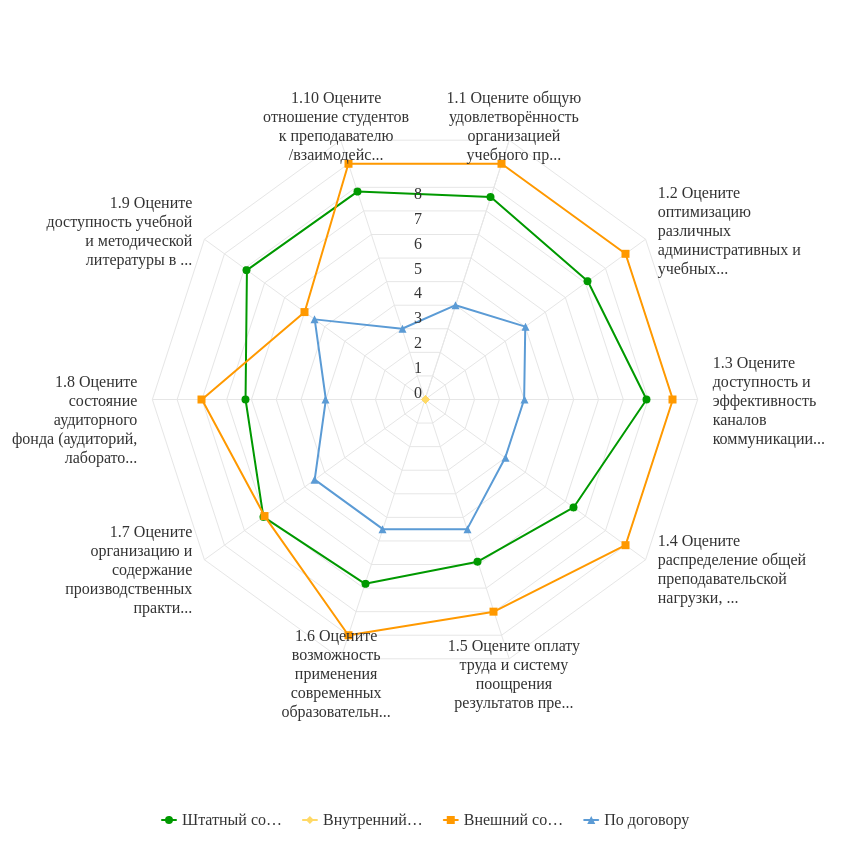 1.10 Оцените
отношение студентов
к преподавателю
/взаимодейс...
1.1 Оцените общую
удовлетворённость
организацией
учебного пр...
1.2 Оцените
оптимизацию
различных
административных и
учебных...
1.3 Оцените
доступность и
эффективность
каналов
коммуникации...
1.4 Оцените
распределение общей
преподавательской
нагрузки, ...
1.5 Оцените оплату
труда и систему
поощрения
результатов пре...
1.6 Оцените
возможность
применения
современных
образовательн...
1.7 Оцените
организацию и
содержание
производственных
практи...
1.8 Оцените
состояние
аудиторного
фонда (аудиторий,
лаборато...
1.9 Оцените
доступность учебной
и методической
литературы в ...
8
7
6
5
4
3
2
1
0
Штатный со…
Внутренний…
Внешний со…
По договору